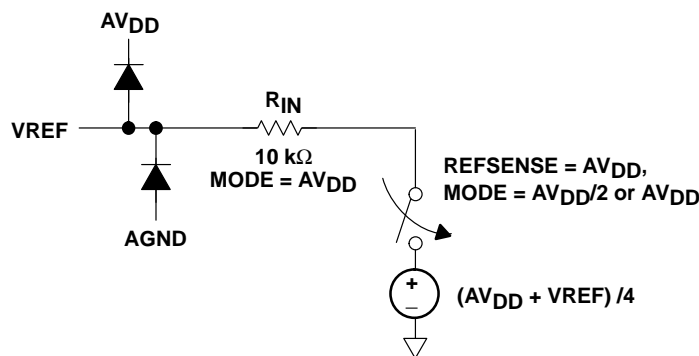 AVDD
RIN
VREF
10 kΩ
MODE = AVDD
REFSENSE = AVDD,
MODE = AVDD/2 or AVDD
AGND
+
–
(AVDD + VREF) /4